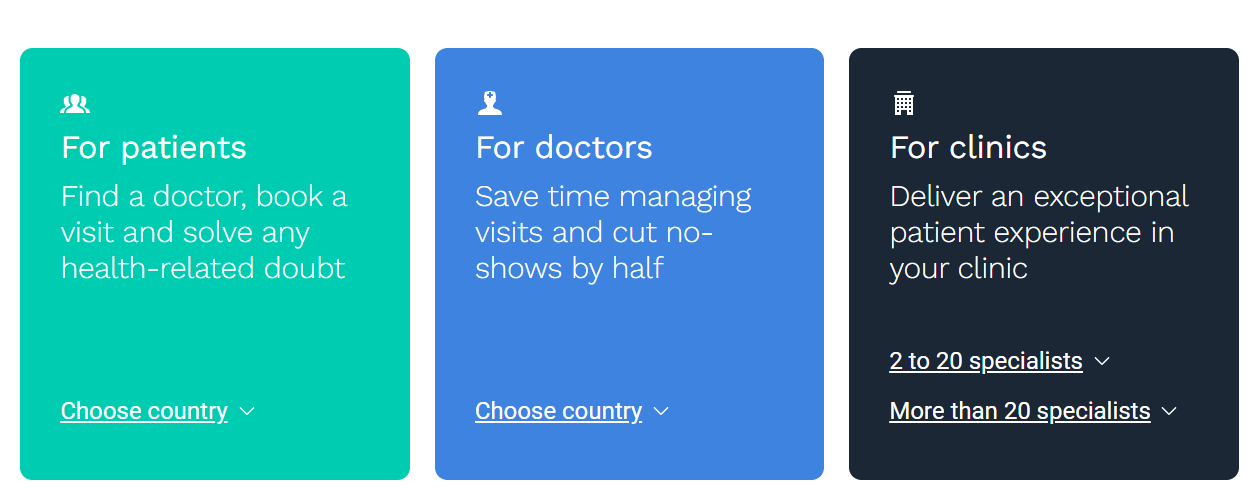 For patients
Find a doctor, book a
visit and solve any
health-related doubt
Choose country
For doctors
Save time managing
visits and cut no-
shows by half
Choose country
For clinics
Deliver an exceptional
patient experience in
your clinic
2 to 20 specialists
More than 20 specialists